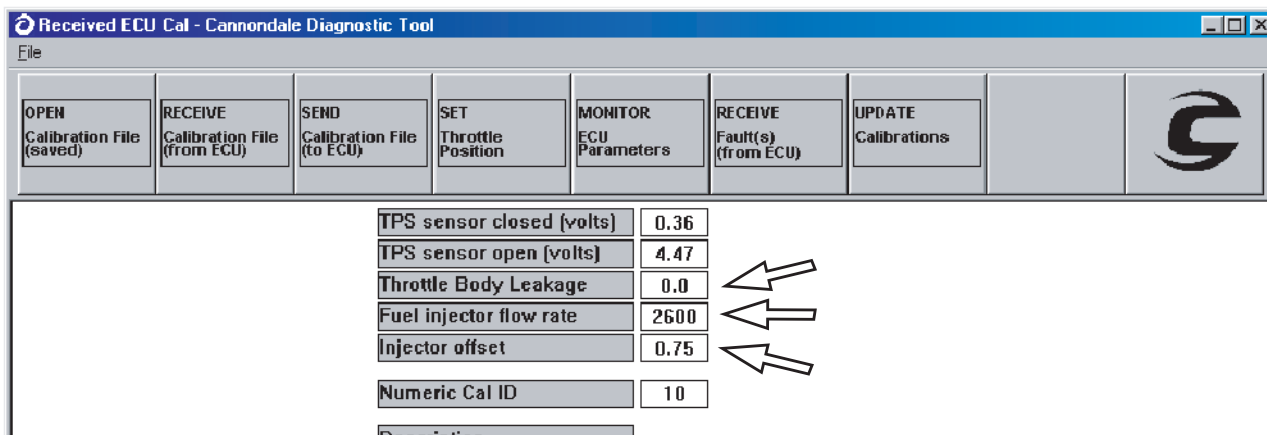 Received ECU Cal - Cannondale Diagnostic Tool
File
OPEN
Calibration File
(saved)
RECEIVE
Calibration File
(from ECU)
SEND
Calibration File
(to ECU)
SET
Throttle
Position
MONITOR
ECU
Parameters
RECEIVE
Fault(s)
(from ECU)
UPDATE
Calibrations
TPS sensor closed (volts) 0.36
TPS sensor open (volts) 4.47
Throttle Body Leakage 0.0
Fuel injector flow rate 2600
Injector offset 0.75
Numeric Cal ID 10